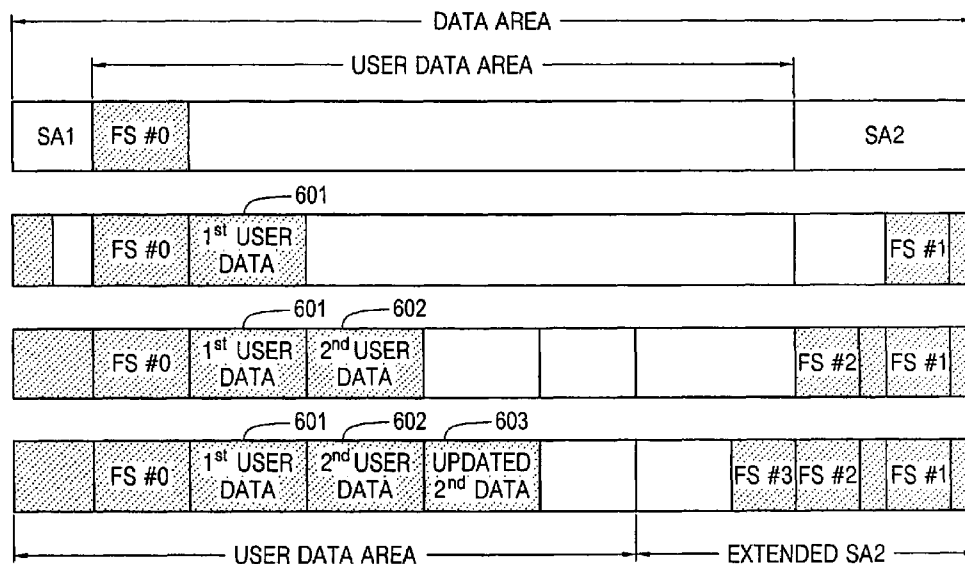 DATA AREA
USER DATA AREA
SA1
FS #0
SA2
601
FS #0
1st USER
DATA
FS #1
601
602
FS #0
1st USER
DATA
2nd USER
DATA
FS #2
FS #1
601
602
603
FS #0
1st USER
DATA
2nd USER
DATA
UPDATED
2nd DATA
FS #3
FS #2
FS #1
USER DATA AREA
EXTENDED SA2